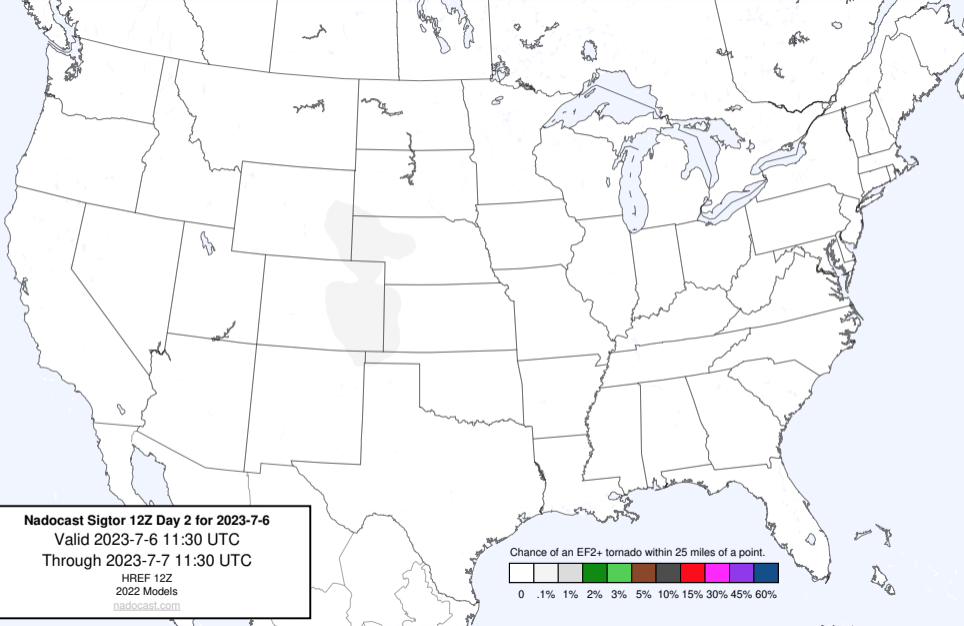 Nadocast Sigtor 12Z Day 2 for 2023-7-6
Valid 2023-7-6 11:30 UTC
Through 2023-7-7 11:30 UTC
HREF 12Z
2022 Models
nadocast.com
Chance of an EF2+ tornado within 25 miles of a point.
0 .1% 1% 2% 3% 5% 10% 15% 30% 45% 60%